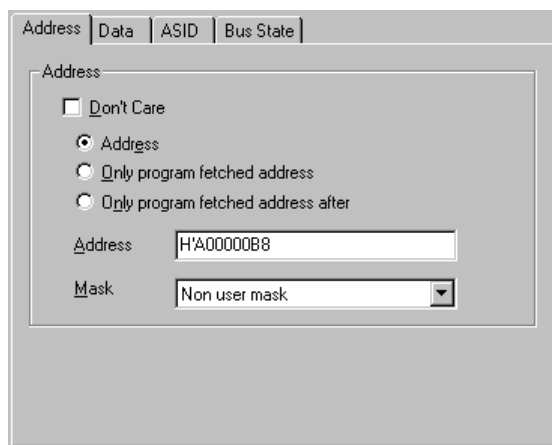 Address Data ASID Bus State
Address
Don't Care
Address
Only program fetched address
Only program fetched address after
Address H'A00000B8
Mask Non user mask